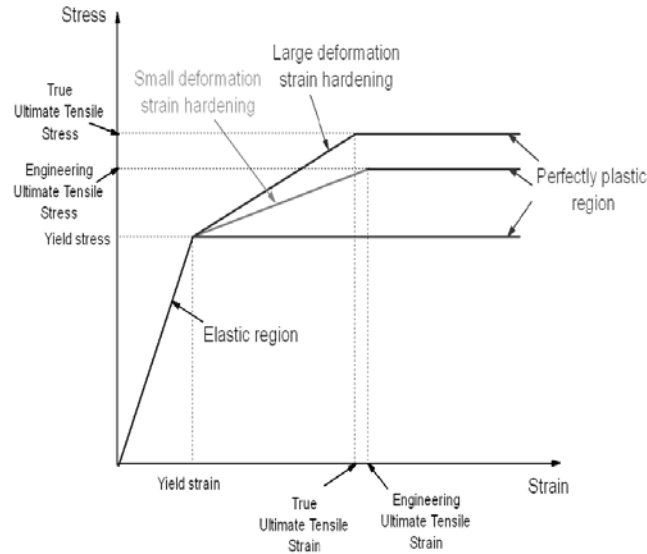 Stress
Large deformation
strain hardening
Small deformation
strain hardening
True
Ultimate Tensile
Stress
Engineering
Ultimate Tensile
Stress
Perfectly plastic
region
Yield stress
Elastic region
Yield strain
Strain
True
Ultimate Tensile
Strain
Engineering
Ultimate Tensile
Strain